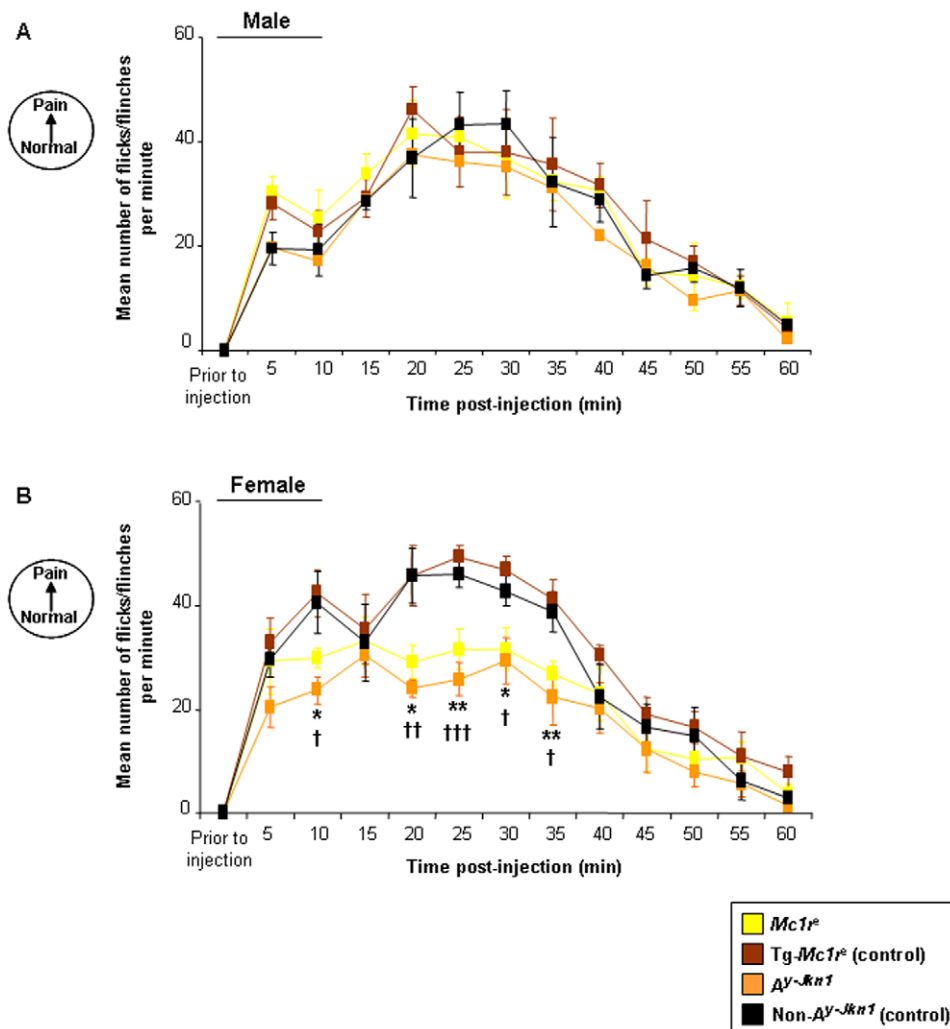 A
Male
Pain
Normal
Mean number of flicks/flinches
per minute
60
40
20
0
Prior to
injection
5 10 15 20 25 30 35 40 45 50 55 60
Time post-injection (min)
B
Female
Pain
Normal
Mean number of flicks/flinches
per minute
60
40
20
0
* * ** * **
† †† ††† † †
Prior to
injection
5 10 15 20 25 30 35 40 45 50 55 60
Time post-injection (min)
Mc1rᵉ
Tg-Mc1rᵉ (control)
Aʸ⁻ᴶᵏⁿ¹
Non-Aʸ⁻ᴶᵏⁿ¹ (control)